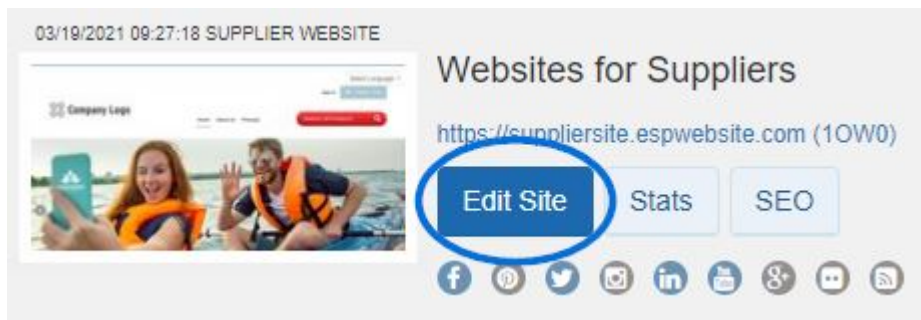 03/19/2021 09:27:18 SUPPLIER WEBSITE
Websites for Suppliers
https://suppliersite.espwebsite.com (1OW0)
Company Logo
Edit Site
Stats
SEO